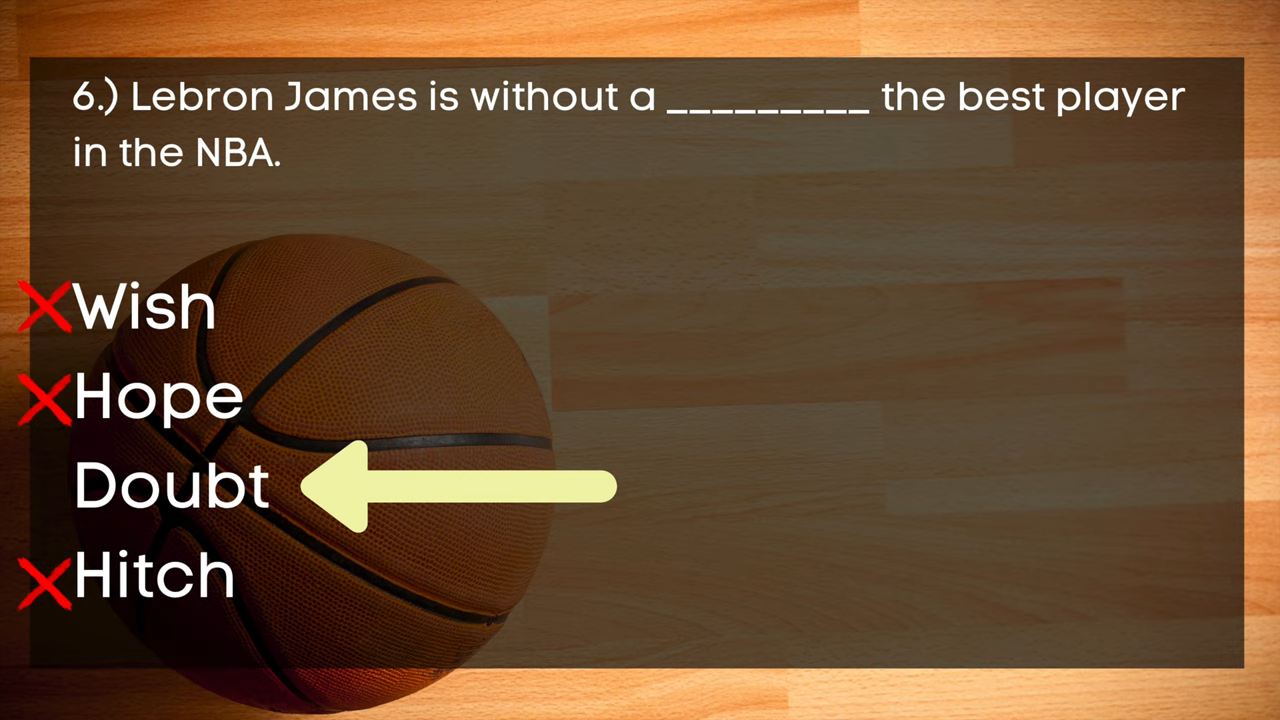 6.) Lebron James is without a _________ the best player
in the NBA.
Wish
Hope
Doubt
Hitch